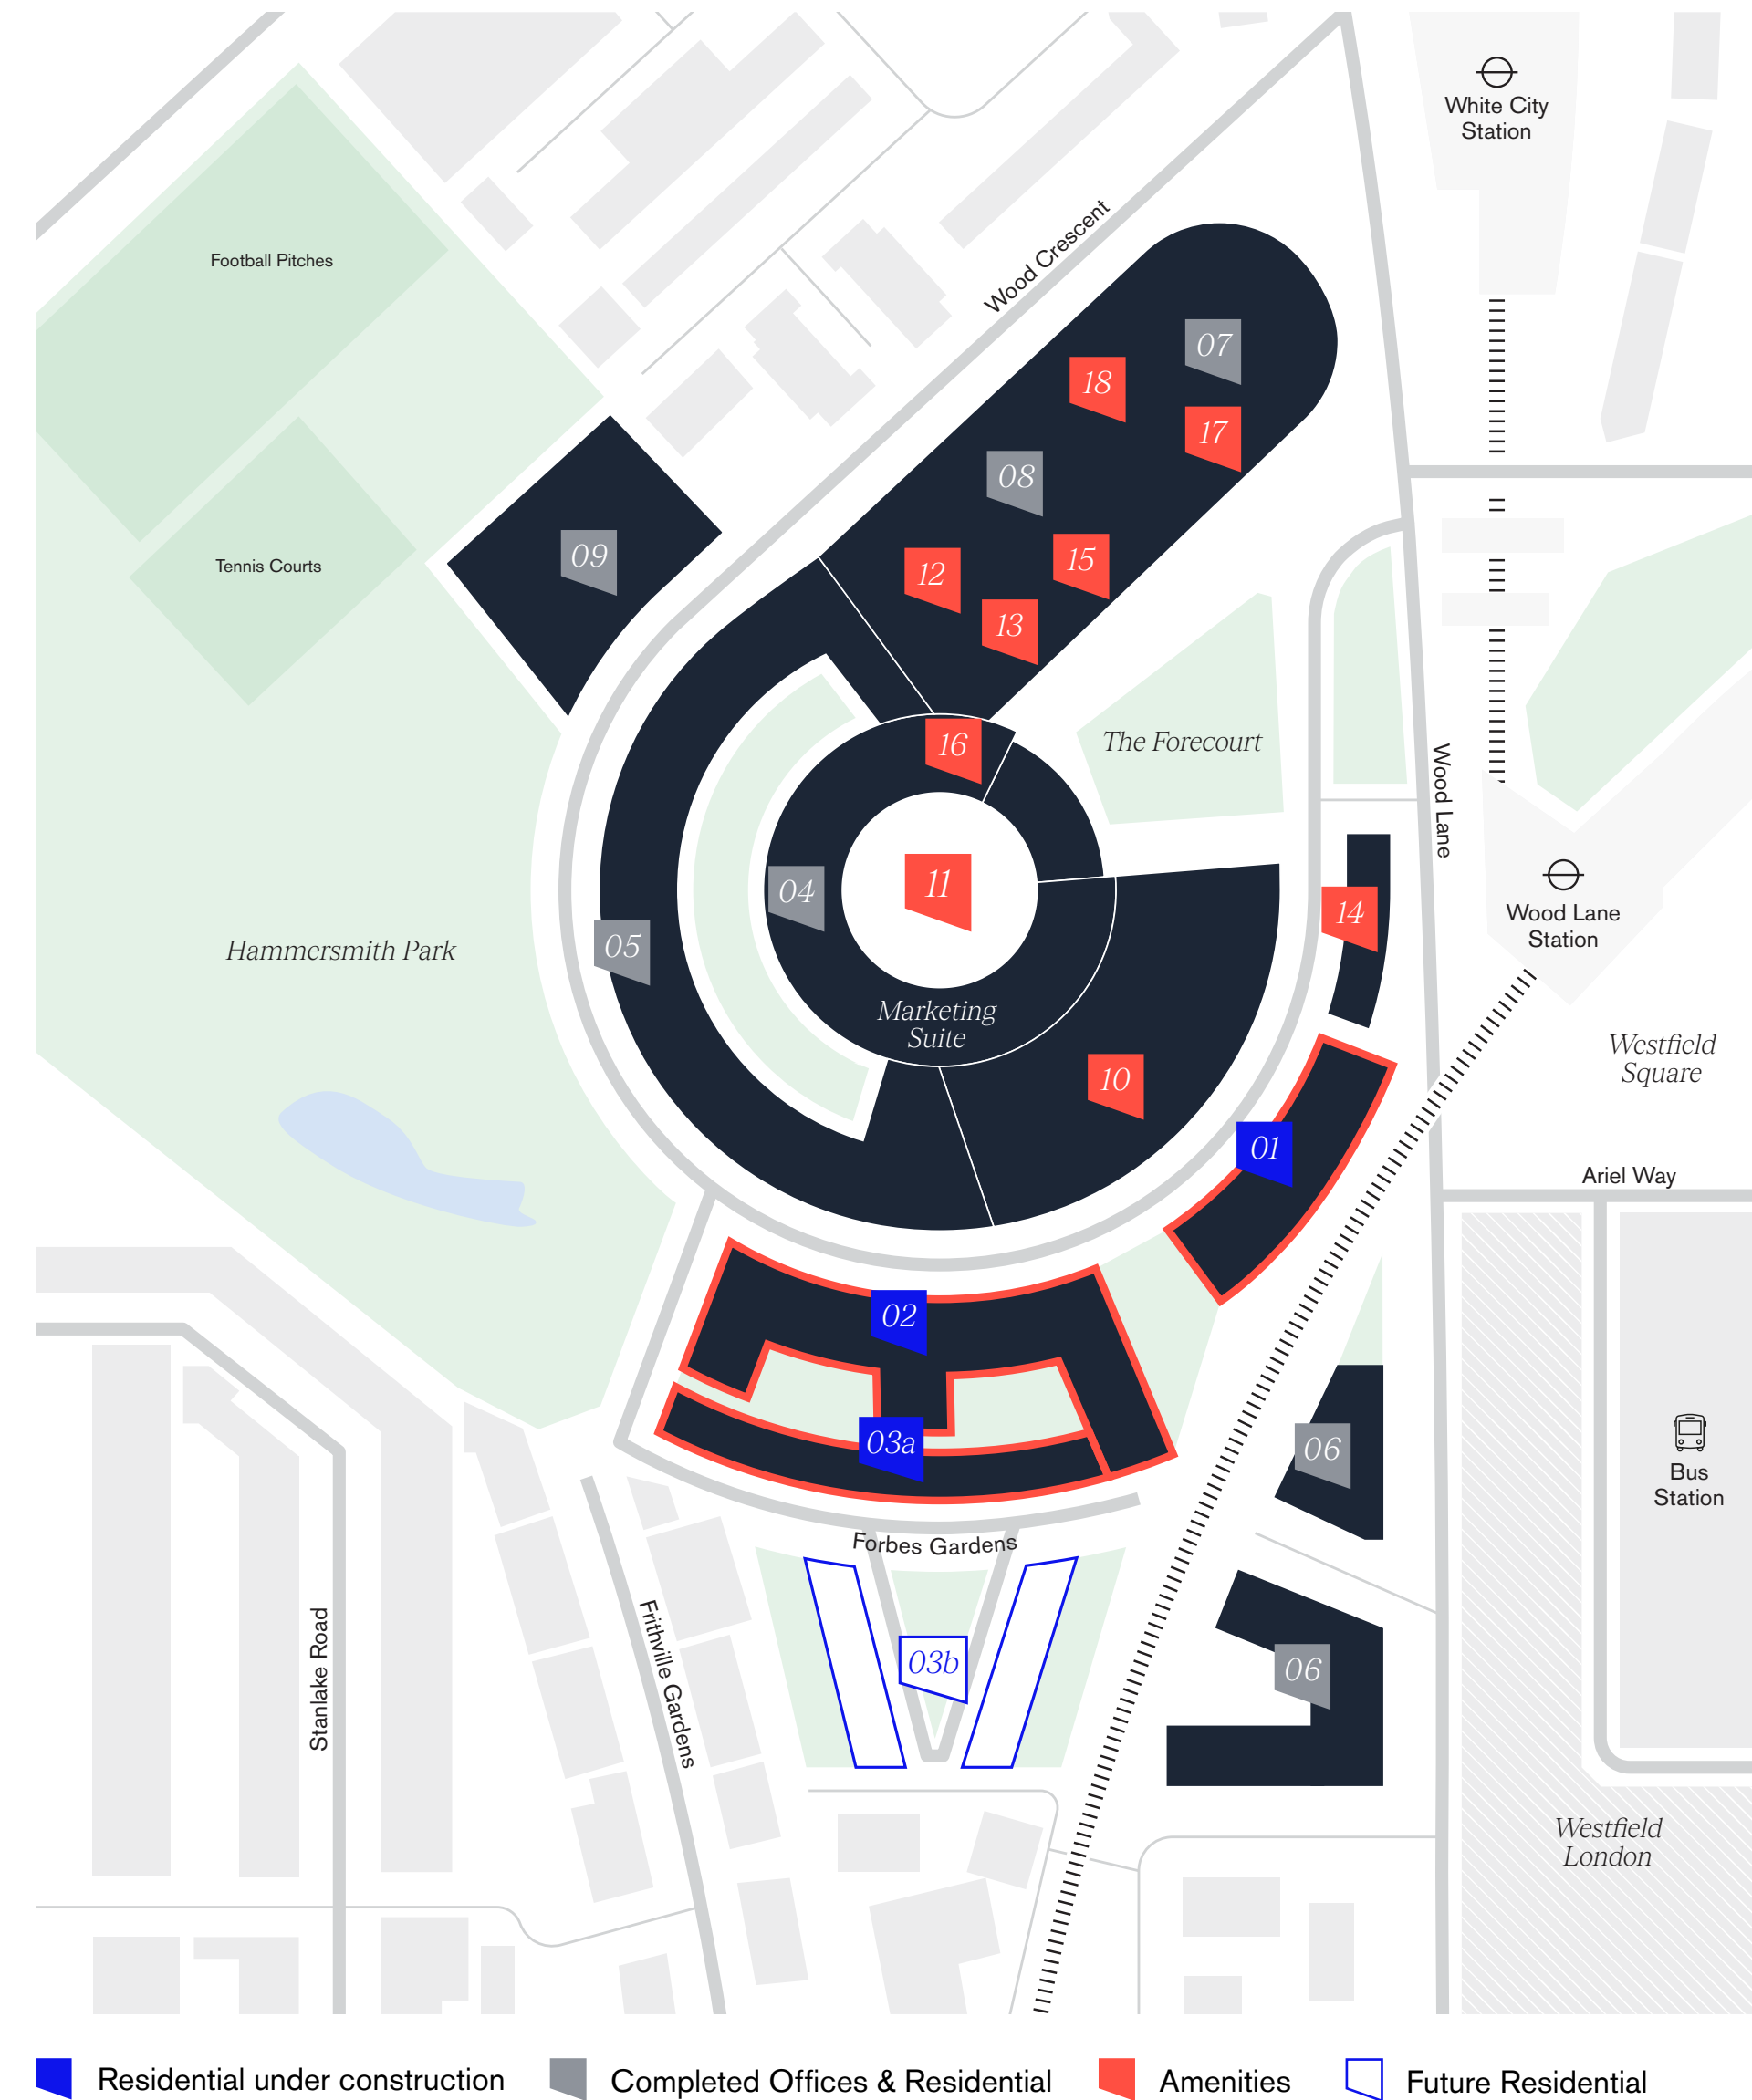 White City
Station
Football Pitches
Wood Crescent
07
18
17
08
09
15
12
Tennis Courts
13
16
The Forecourt
Wood Lane
04
11
14
Wood Lane
Station
05
Hammersmith Park
Marketing
Suite
Westfield
Square
10
01
Ariel Way
02
03a
06
Bus
Station
Forbes Gardens
Stanlake Road
Frithville Gardens
03b
06
Westfield
London
Residential under construction
Completed Offices & Residential
Amenities
Future Residential